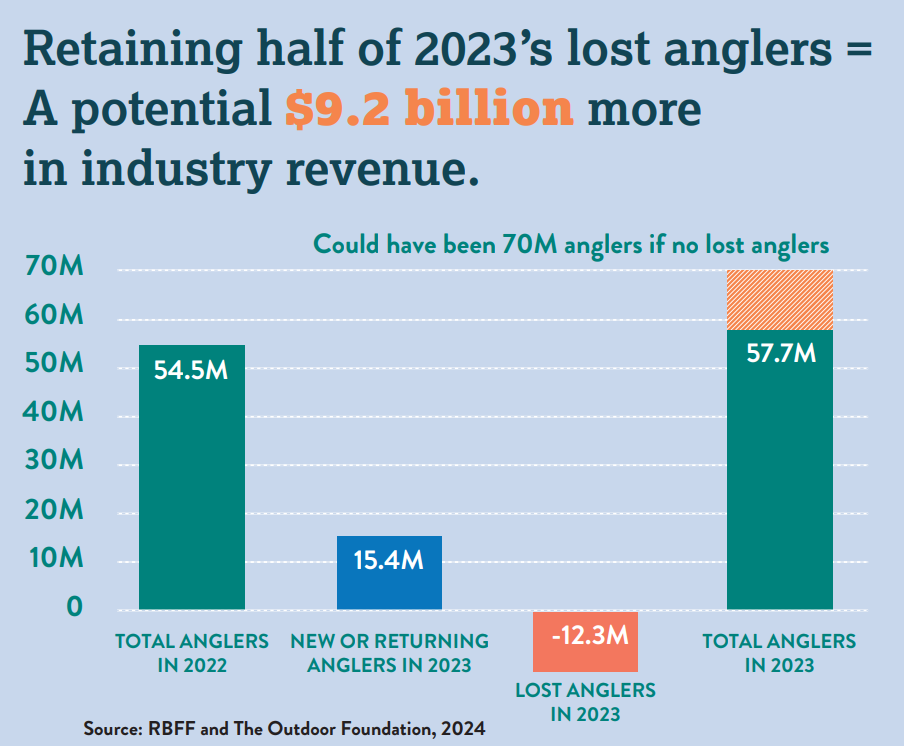 Retaining half of 2023’s lost anglers =
A potential $9.2 billion more
in industry revenue.
Could have been 70M anglers if no lost anglers
70M
60M
50M
40M
30M
20M
10M
0
54.5M
15.4M
-12.3M
57.7M
TOTAL ANGLERS
IN 2022
NEW OR RETURNING
ANGLERS IN 2023
LOST ANGLERS
IN 2023
TOTAL ANGLERS
IN 2023
Source: RBFF and The Outdoor Foundation, 2024